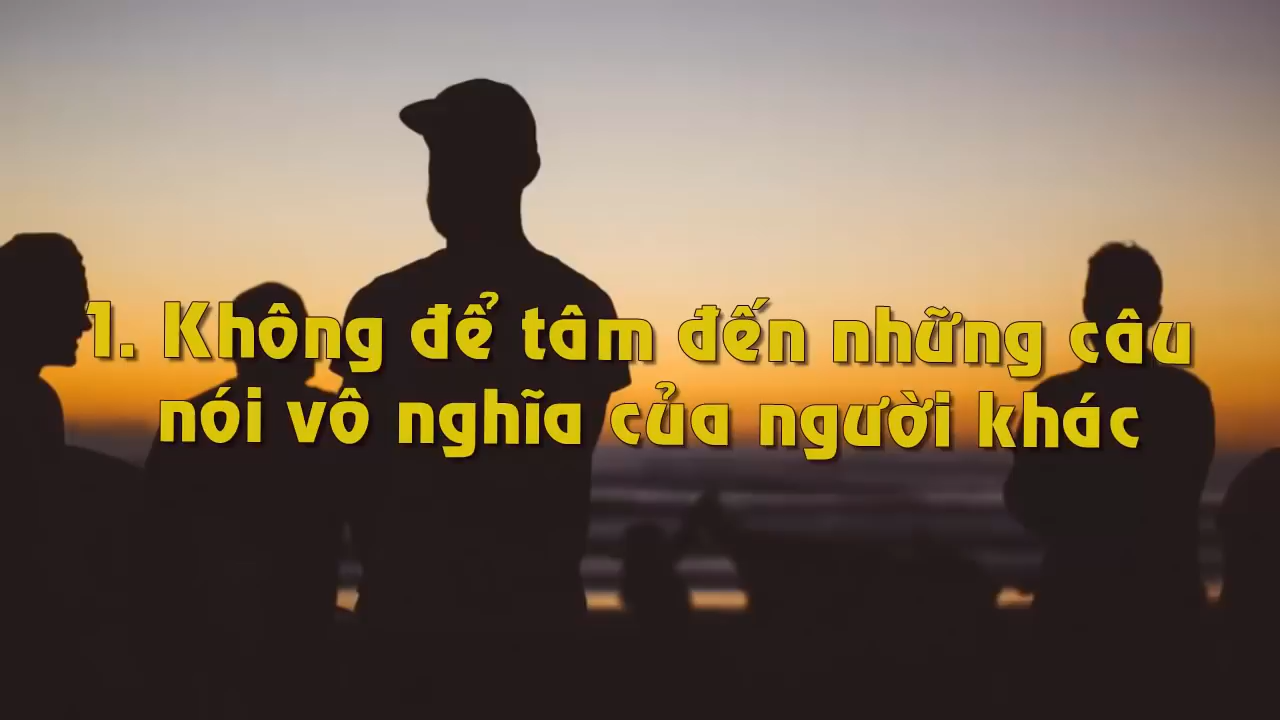 1. Không để tâm đến những câu
nói vô nghĩa của người khác